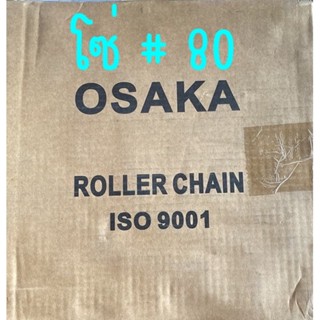 โซ่ # 80
OSAKA
ROLLER CHAIN
ISO 9001